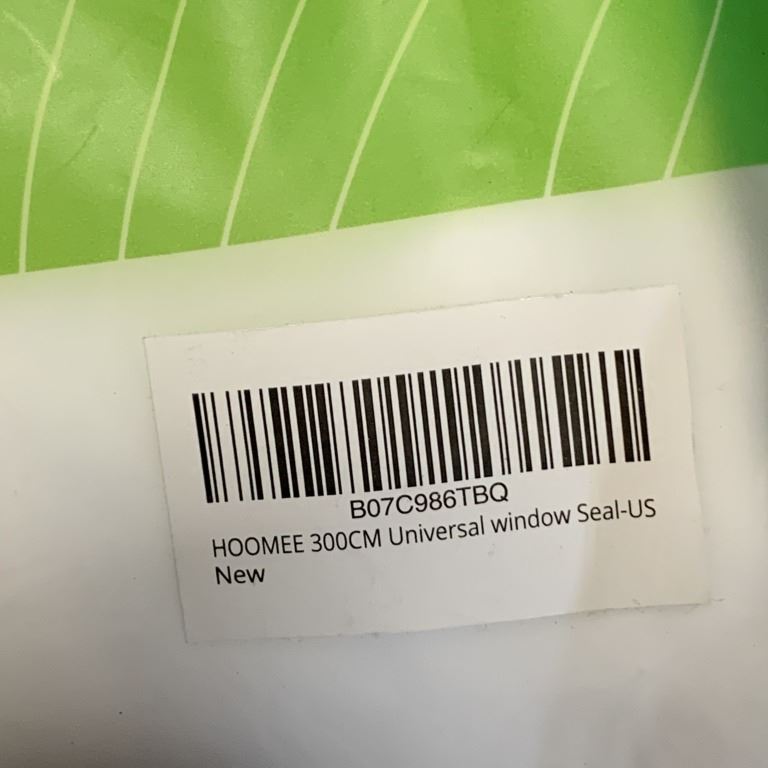 B07C986TBQ
HOOMEE 300CM Universal window Seal-US
New